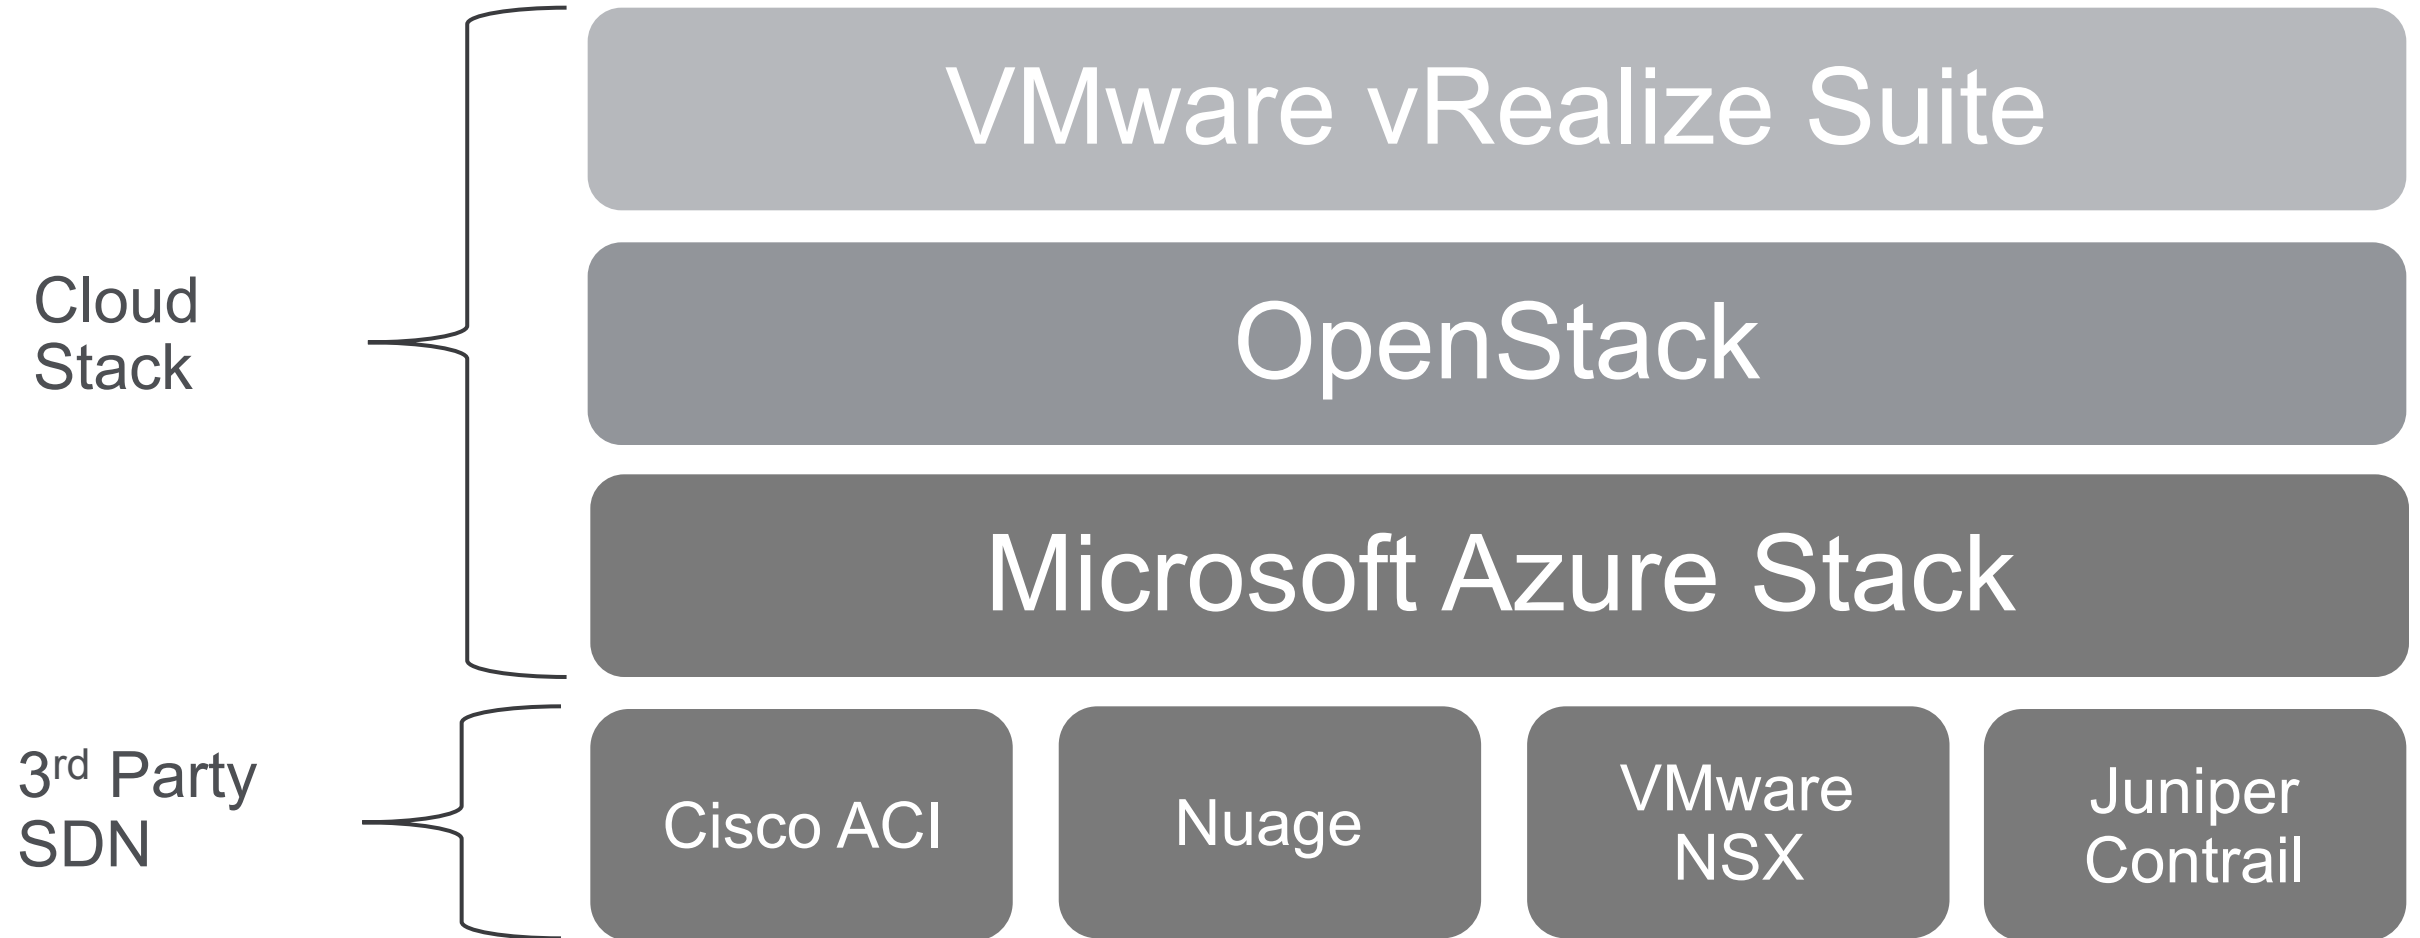 VMware vRealize Suite
Cloud
Stack
OpenStack
Microsoft Azure Stack
3rd Party
SDN
Cisco ACI
Nuage
VMware
NSX
Juniper
Contrail